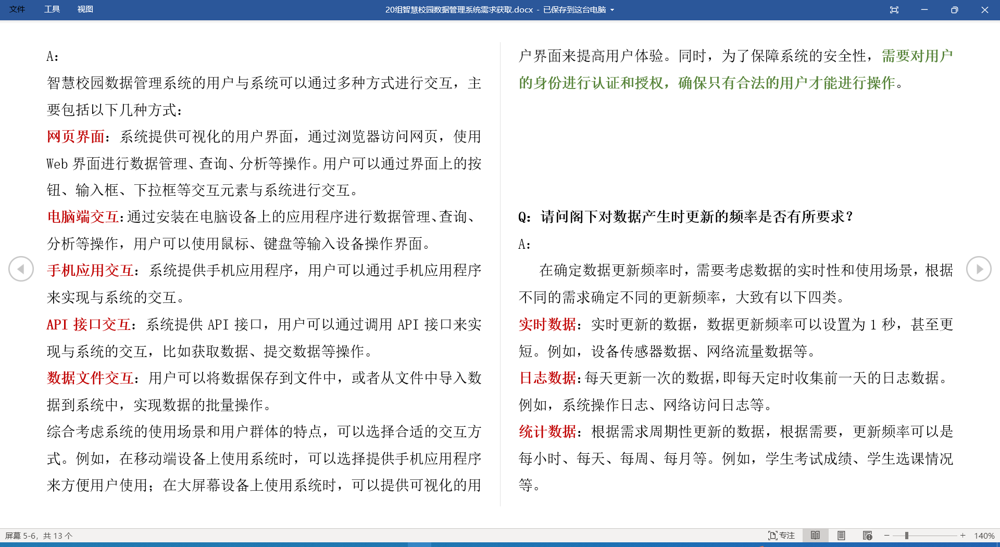 文件 工具 视图 20组智慧校园数据管理系统需求获取.docx - 已保存到这台电脑
A：
智慧校园数据管理系统的用户与系统可以通过多种方式进行交互，主
要包括以下几种方式：
网页界面：系统提供可视化的用户界面，通过浏览器访问网页，使用
Web 界面进行数据管理、查询、分析等操作。用户可以通过界面上的按
钮、输入框、下拉框等交互元素与系统进行交互。
电脑端交互：通过安装在电脑设备上的应用程序进行数据管理、查询、
分析等操作，用户可以使用鼠标、键盘等输入设备操作界面。
手机应用交互：系统提供手机应用程序，用户可以通过手机应用程序
来实现与系统的交互。
API 接口交互：系统提供 API 接口，用户可以通过调用 API 接口来实
现与系统的交互，比如获取数据、提交数据等操作。
数据文件交互：用户可以将数据保存到文件中，或者从文件中导入数
据到系统中，实现数据的批量操作。
综合考虑系统的使用场景和用户群体的特点，可以选择合适的交互方
式。例如，在移动端设备上使用系统时，可以选择提供手机应用程序
来方便用户使用；在大屏幕设备上使用系统时，可以提供可视化的用
户界面来提高用户体验。同时，为了保障系统的安全性，需要对用户
的身份进行认证和授权，确保只有合法的用户才能进行操作。
Q：请问阁下对数据产生时更新的频率是否有所要求？
A：
在确定数据更新频率时，需要考虑数据的实时性和使用场景，根据
不同的需求确定不同的更新频率，大致有以下四类。
实时数据：实时更新的数据，数据更新频率可以设置为 1 秒，甚至更
短。例如，设备传感器数据、网络流量数据等。
日志数据：每天更新一次的数据，即每天定时收集前一天的日志数据。
例如，系统操作日志、网络访问日志等。
统计数据：根据需求周期性更新的数据，根据需要，更新频率可以是
每小时、每天、每周、每月等。例如，学生考试成绩、学生选课情况
等。
屏幕 5-6，共 13 个 专注 140%